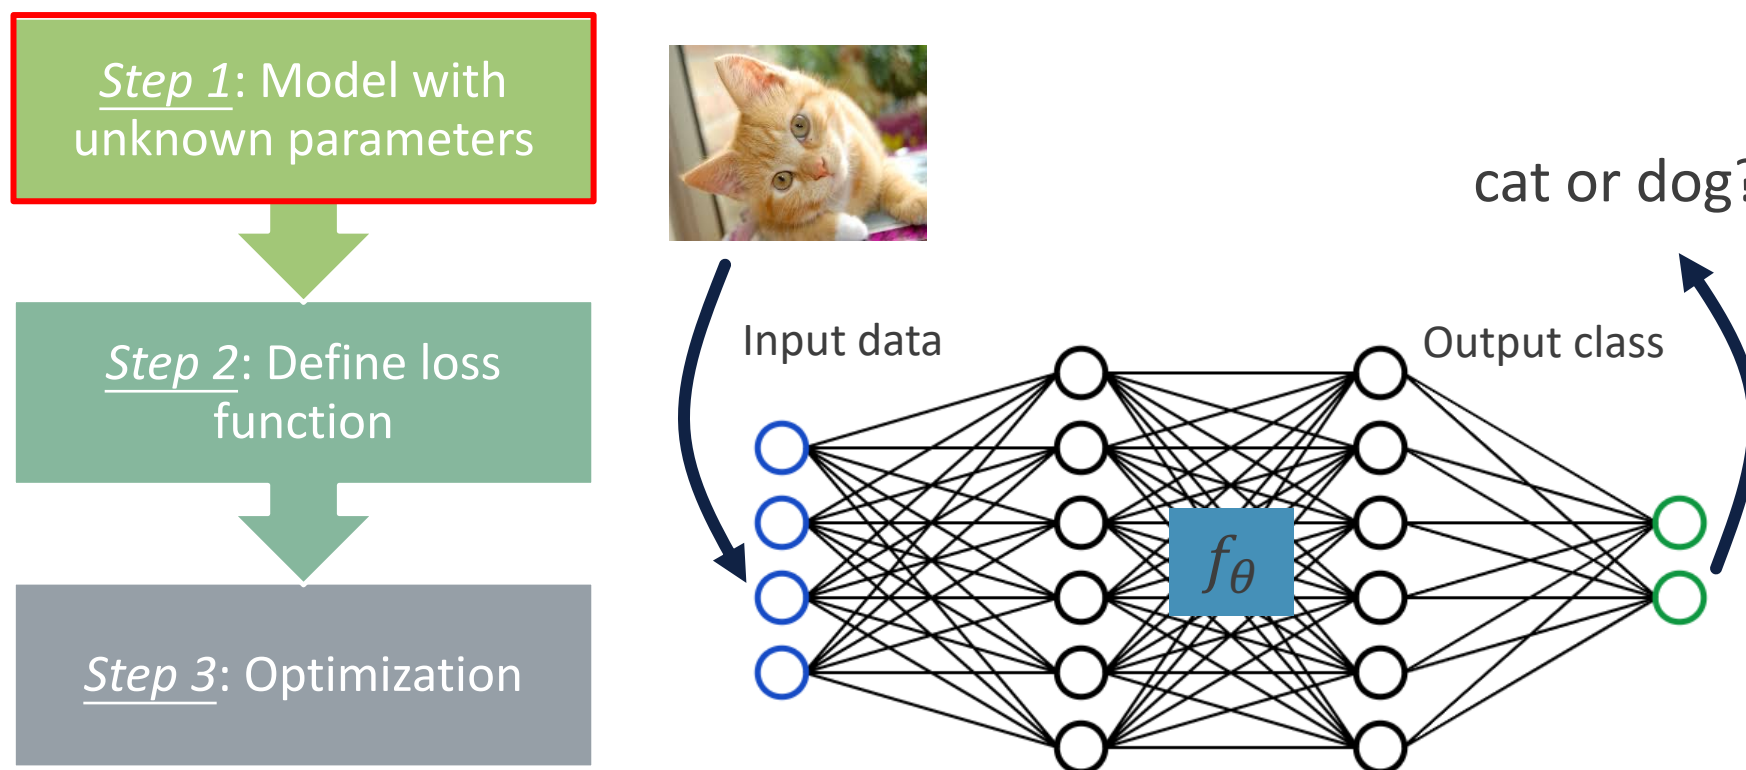 Step 1: Model with
unknown parameters
Step 2: Define loss
function
Step 3: Optimization
cat or dog?
Input data
Output class
fθ